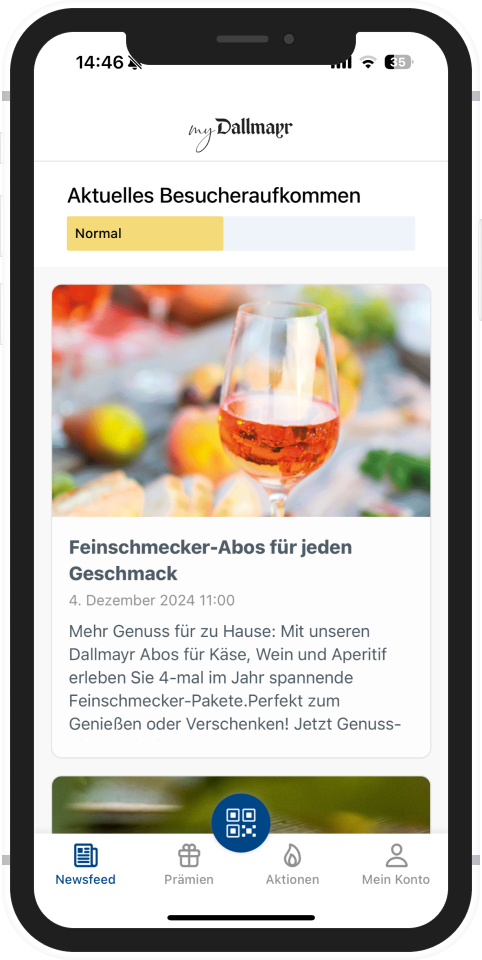 14:46
35
myDallmayr
Aktuelles Besucheraufkommen
Normal
Feinschmecker-Abos für jeden
Geschmack
4. Dezember 2024 11:00
Mehr Genuss für zu Hause: Mit unseren
Dallmayr Abos für Käse, Wein und Aperitif
erleben Sie 4-mal im Jahr spannende
Feinschmecker-Pakete.Perfekt zum
Genießen oder Verschenken! Jetzt Genuss-
Newsfeed
Prämien
Aktionen
Mein Konto